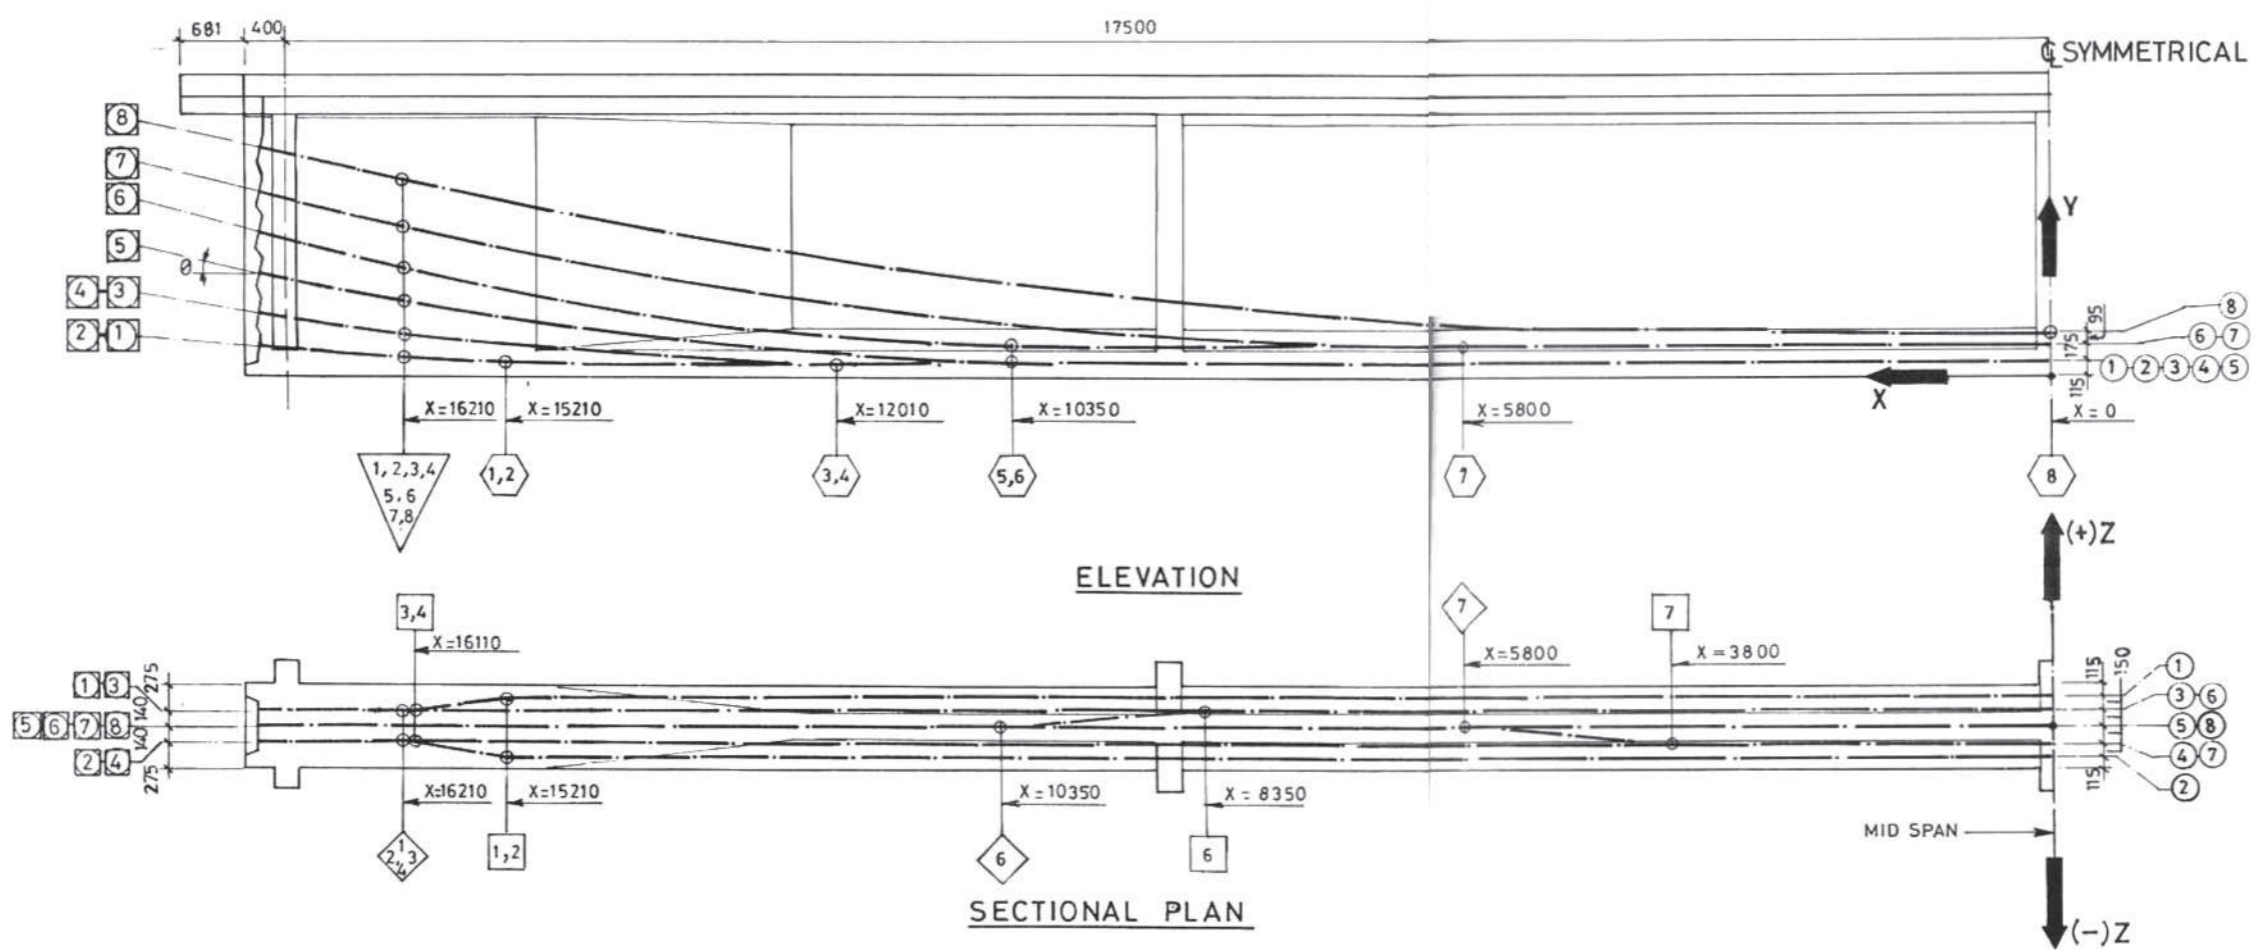 681
400
17500
℄ SYMMETRICAL
8
7
6
5
Ø
4 3
2 1
Y
95
175
115
8
6 7
1 2 3 4 5
X
X=16210
X=15210
X=12010
X=10350
X=5800
X=0
1,2,3,4
5,6
7,8
1,2
3,4
5,6
7
8
ELEVATION
(+)Z
3,4
X=16110
7
X=5800
7
X=3800
1 3
5 6 7 8
2 4
275
140
140
275
115
150
115
1
3 6
5 8
4 7
2
X=16210
X=15210
X=10350
X=8350
MID SPAN
1
2,3
4
1,2
6
6
SECTIONAL PLAN
(-)Z